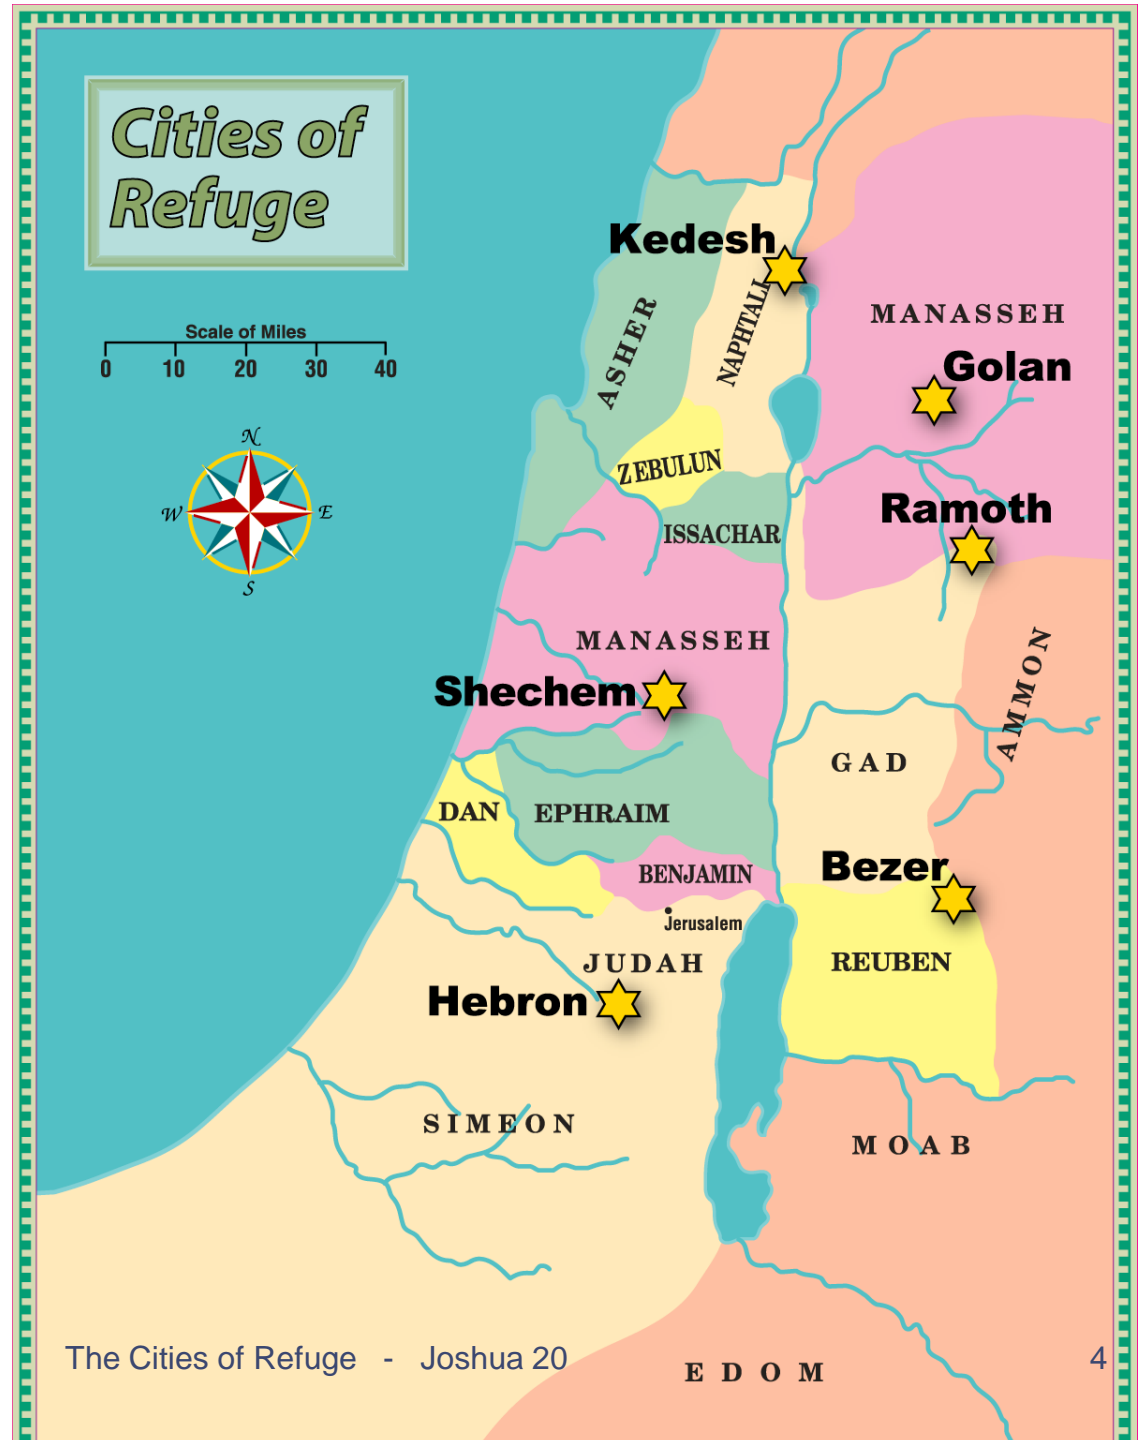 Cities of
Refuge
Kedesh
Scale of Miles
0 10 20 30 40
ASHER
NAPHTALI
MANASSEH
Golan
N
W E
S
ZEBULUN
Ramoth
ISSACHAR
MANASSEH
AMMON
Shechem
GAD
DAN
EPHRAIM
Bezer
BENJAMIN
Jerusalem
JUDAH
REUBEN
Hebron
SIMEON
MOAB
The Cities of Refuge - Joshua 20
4
EDOM